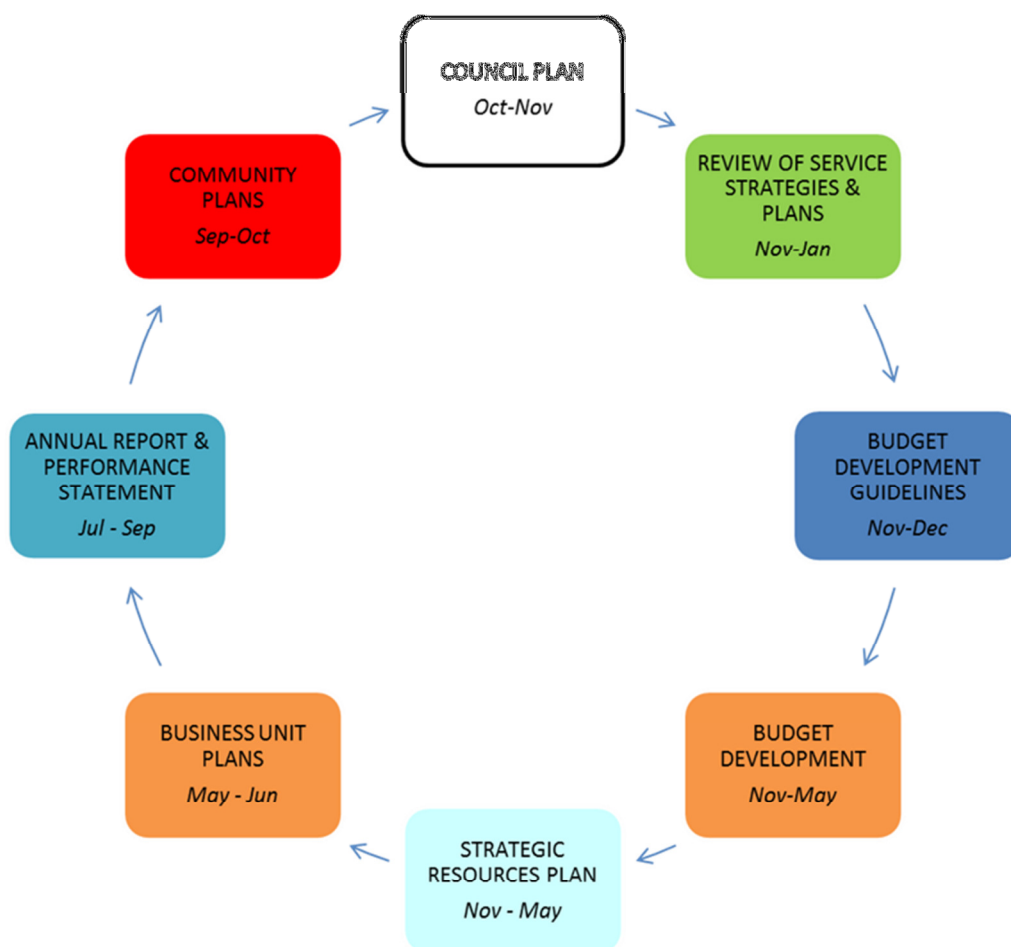 COUNCIL PLAN
Oct-Nov
REVIEW OF SERVICE
STRATEGIES &
PLANS
Nov-Jan
BUDGET
DEVELOPMENT
GUIDELINES
Nov-Dec
BUDGET
DEVELOPMENT
Nov-May
STRATEGIC
RESOURCES PLAN
Nov - May
BUSINESS UNIT
PLANS
May - Jun
ANNUAL REPORT &
PERFORMANCE
STATEMENT
Jul - Sep
COMMUNITY
PLANS
Sep-Oct